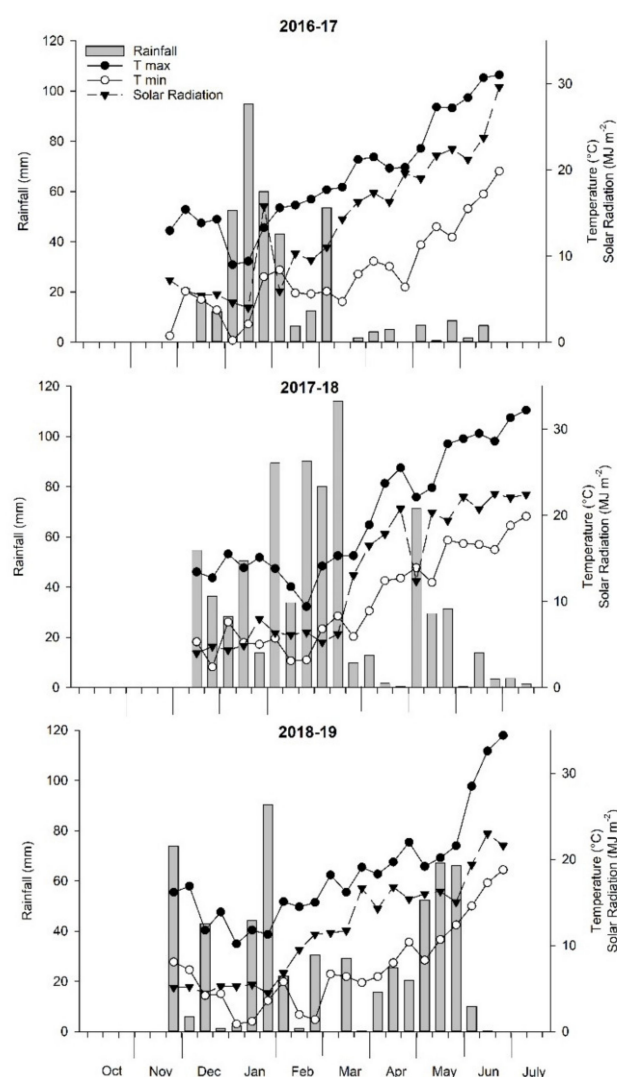 2016-17
Rainfall
T max
T min
Solar Radiation
120
100
80
60
40
20
0
Rainfall (mm)
30
20
10
0
Temperature (°C)
Solar Radiation (MJ m-2)
2017-18
120
100
80
60
40
20
0
Rainfall (mm)
30
20
10
0
Temperature (°C)
Solar Radiation (MJ m-2)
2018-19
120
100
80
60
40
20
0
Rainfall (mm)
30
20
10
0
Temperature (°C)
Solar Radiation (MJ m-2)
Oct Nov Dec Jan Feb Mar Apr May Jun July